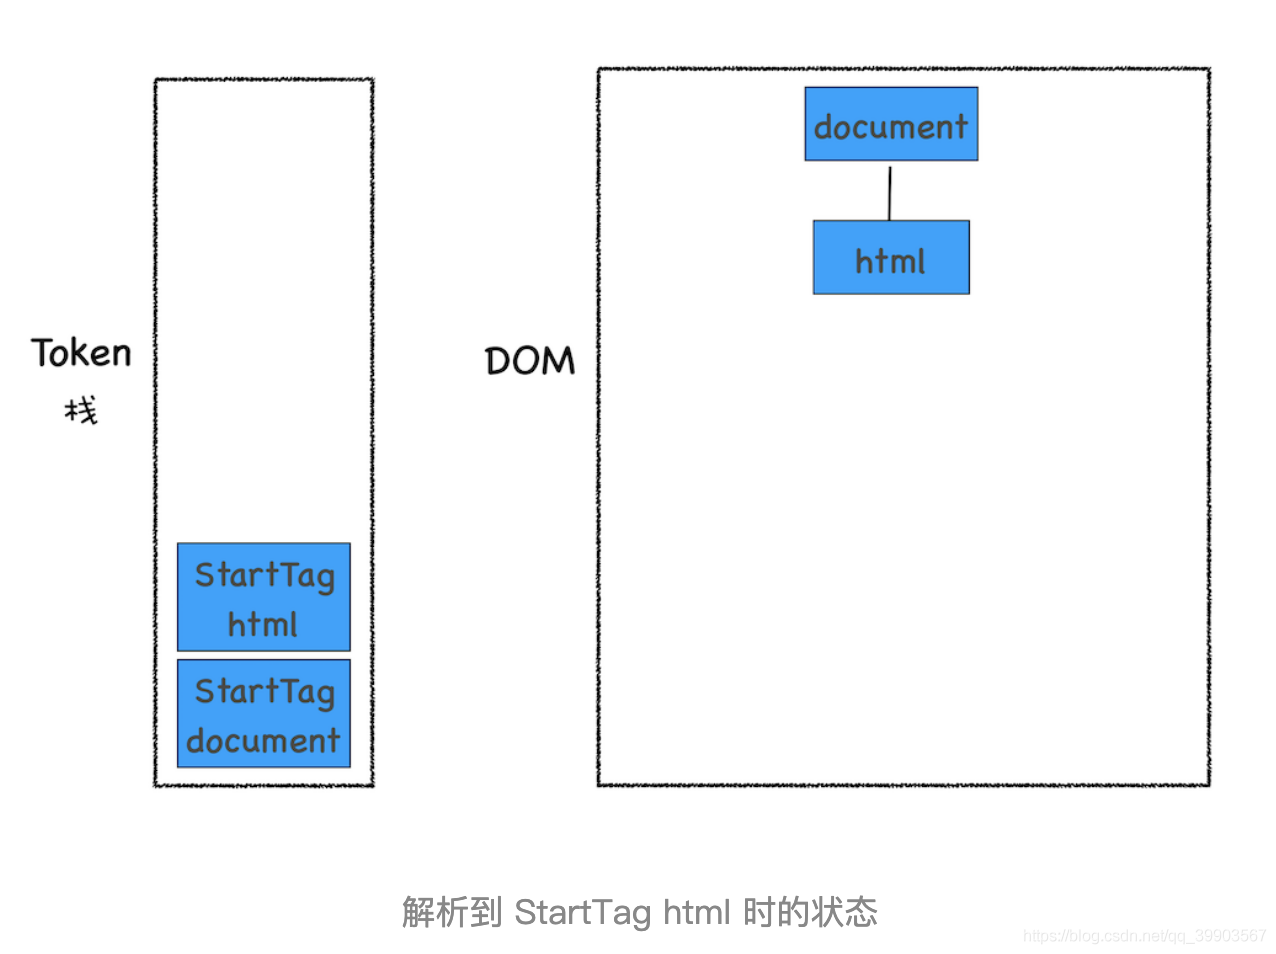 Token
栈
StartTag
html
StartTag
document
DOM
document
html
解析到 StartTag html 时的状态
https://blog.csdn.net/qq_39903567